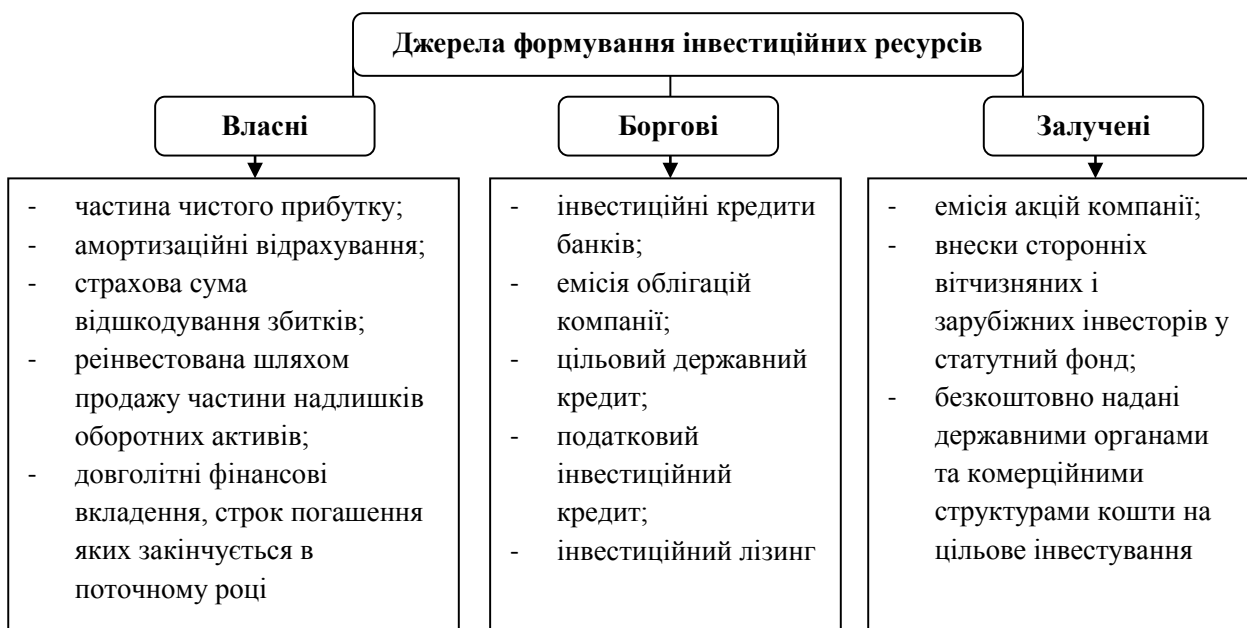 Джерела формування інвестиційних ресурсів
Власні
Боргові
Залучені
- частина чистого прибутку;
- амортизаційні відрахування;
- страхова сума
відшкодування збитків;
- реінвестована шляхом
продажу частини надлишків
оборотних активів;
- довголітні фінансові
вкладення, строк погашення
яких закінчується в
поточному році
- інвестиційні кредити
банків;
- емісія облігацій
компанії;
- цільовий державний
кредит;
- податковий
інвестиційний
кредит;
- інвестиційний лізинг
- емісія акцій компанії;
- внески сторонніх
вітчизняних і
зарубіжних інвесторів у
статутний фонд;
- безкоштовно надані
державними органами
та комерційними
структурами кошти на
цільове інвестування